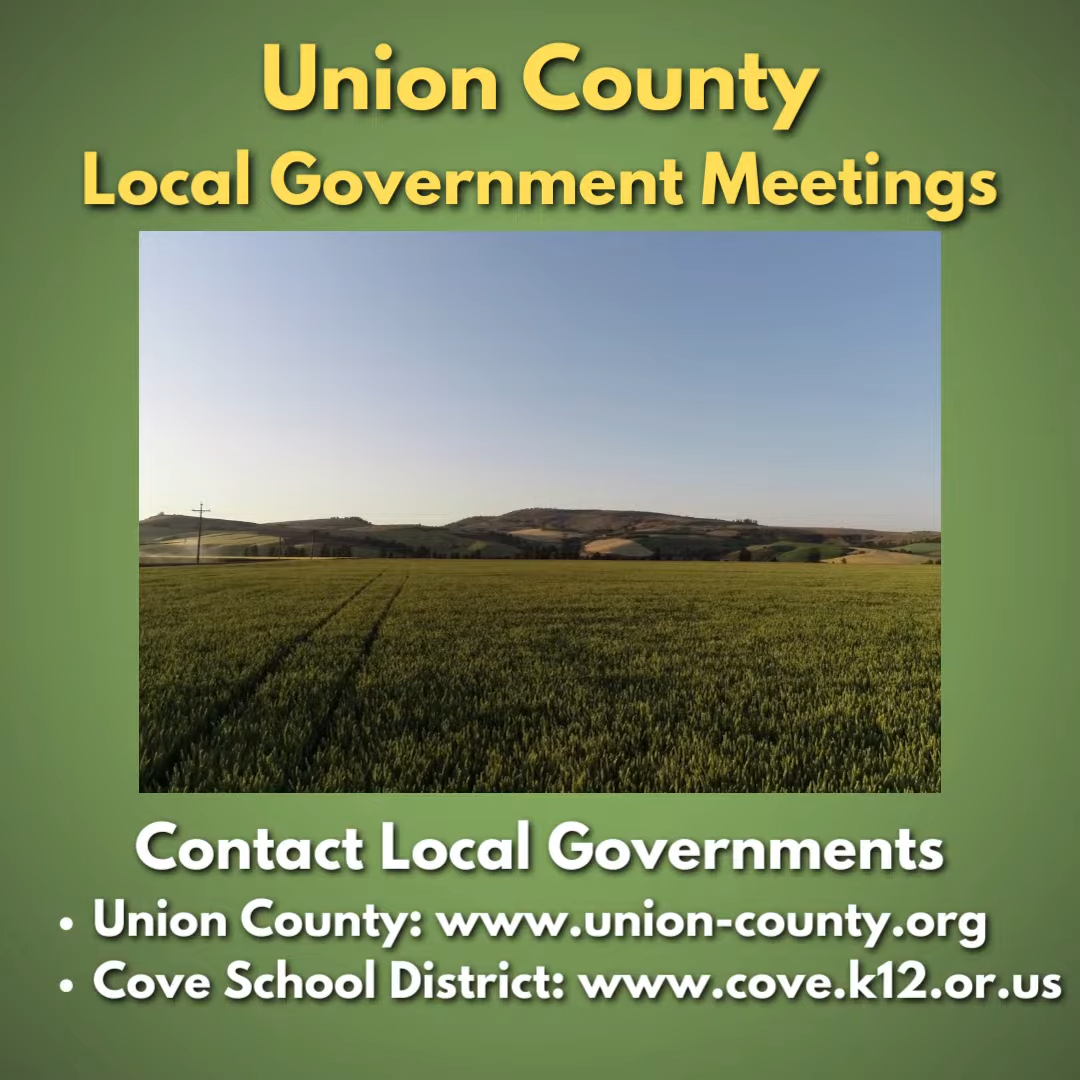 Union County
Local Government Meetings
Contact Local Governments
• Union County: www.union-county.org
• Cove School District: www.cove.k12.or.us